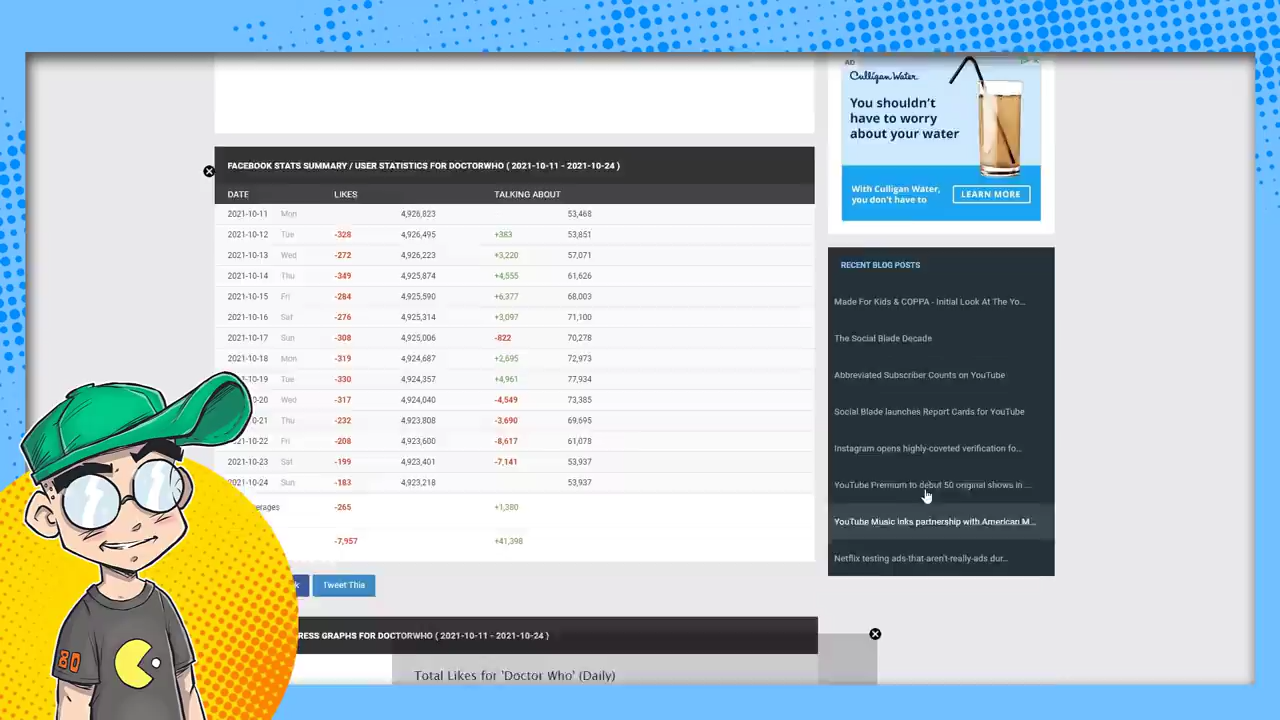 AD
Culligan Water
You shouldn't
have to worry
about your water
With Culligan Water,
you don't have to
LEARN MORE
FACEBOOK STATS SUMMARY / USER STATISTICS FOR DOCTORWHO ( 2021-10-11 - 2021-10-24 )
DATE LIKES TALKING ABOUT
2021-10-11 Mon 4,926,823 53,468
2021-10-12 Tue -328 4,926,495 +383 53,851
2021-10-13 Wed -272 4,926,223 +3,220 57,071
2021-10-14 Thu -349 4,925,874 +4,555 61,626
2021-10-15 Fri -284 4,925,590 +6,377 68,003
2021-10-16 Sat -276 4,925,314 +3,097 71,100
2021-10-17 Sun -308 4,925,006 -822 70,278
2021-10-18 Mon -319 4,924,687 +2,695 72,973
10-19 Tue -330 4,924,357 +4,961 77,934
0-20 Wed -317 4,924,040 -4,549 73,385
0-21 Thu -232 4,923,808 -3,690 69,695
10-22 Fri -208 4,923,600 -8,617 61,078
10-23 Sat -199 4,923,401 -7,141 53,937
10-24 Sun -183 4,923,218 53,937
erages -265 +1,380
-7,957 +41,398
k Tweet This
RESS GRAPHS FOR DOCTORWHO ( 2021-10-11 - 2021-10-24 )
Total Likes for 'Doctor Who' (Daily)
RECENT BLOG POSTS
Made For Kids & COPPA - Initial Look At The Yo...
The Social Blade Decade
Abbreviated Subscriber Counts on YouTube
Social Blade launches Report Cards for YouTube
Instagram opens highly-coveted verification fo...
YouTube Premium to debut 50 original shows in ...
YouTube Music inks partnership with American M...
Netflix testing ads-that-aren't-really-ads dur...
80